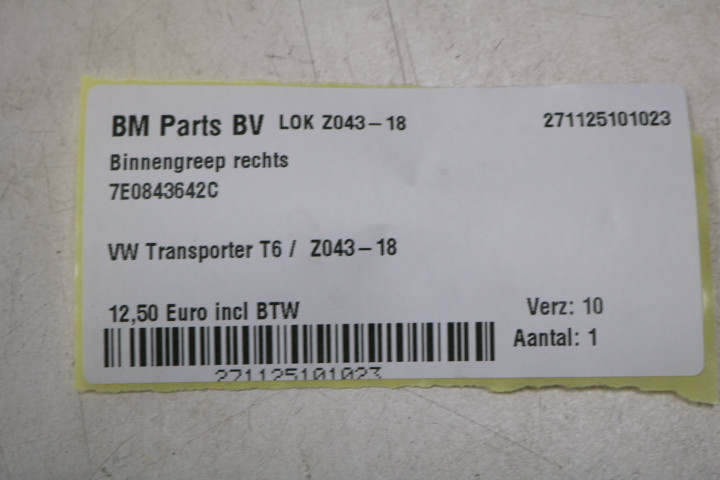 BM Parts BV LOK Z043-18 271125101023
Binnengreep rechts
7E0843642C
VW Transporter T6 / Z043-18
12,50 Euro incl BTW Verz: 10
Aantal: 1
271125101023